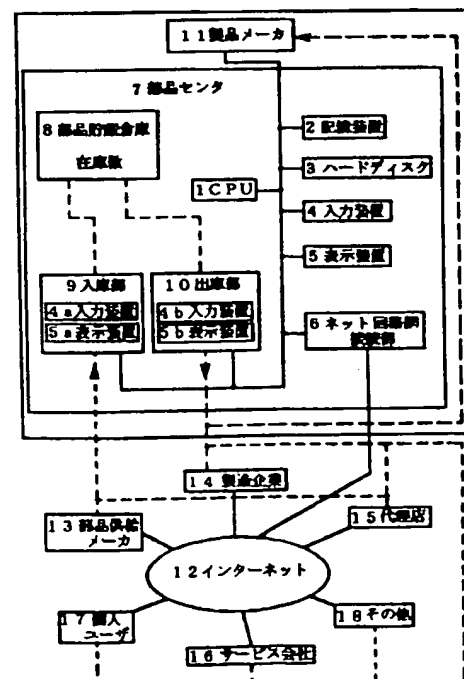 11製品メーカ
7部品センタ
8部品貯蔵倉庫
在庫数
2記憶装置
3ハードディスク
1CPU
4入力装置
5表示装置
9入庫部
4a入力装置
5a表示装置
10出庫部
4b入力装置
5b表示装置
6ネット回路網
接続部
14製造企業
13部品供給
メーカ
15代理店
12インターネット
17個人
ユーザ
18その他
16サービス会社